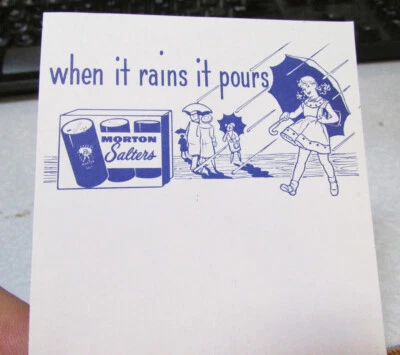 when it rains it pours
MORTON
Salters